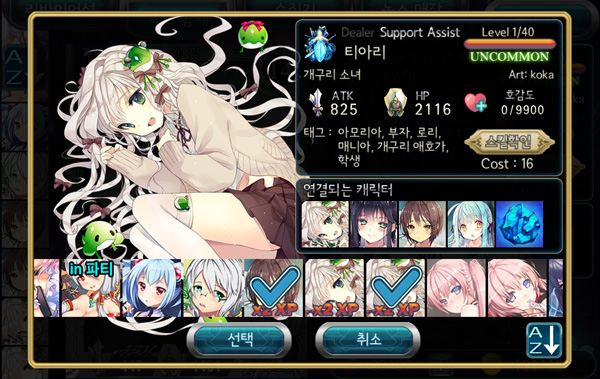 Dealer Support Assist
Level 1/40
티아리
UNCOMMON
개구리 소녀
Art: koka
ATK
825
HP
2116
호감도
0/9900
태그 : 아모리아, 부자, 로리,
매니아, 개구리 애호가,
학생
스킬확인
Cost : 16
연결되는 캐릭터
in 파티
x2 XP
x2 XP
x2 XP
선택
취소
A
Z